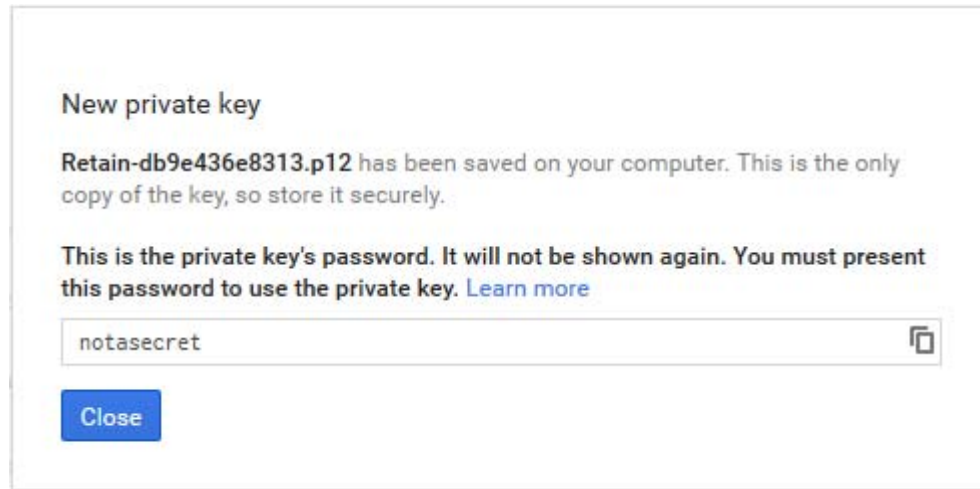 New private key
Retain-db9e436e8313.p12 has been saved on your computer. This is the only
copy of the key, so store it securely.
This is the private key's password. It will not be shown again. You must present
this password to use the private key. Learn more
notasecret
Close